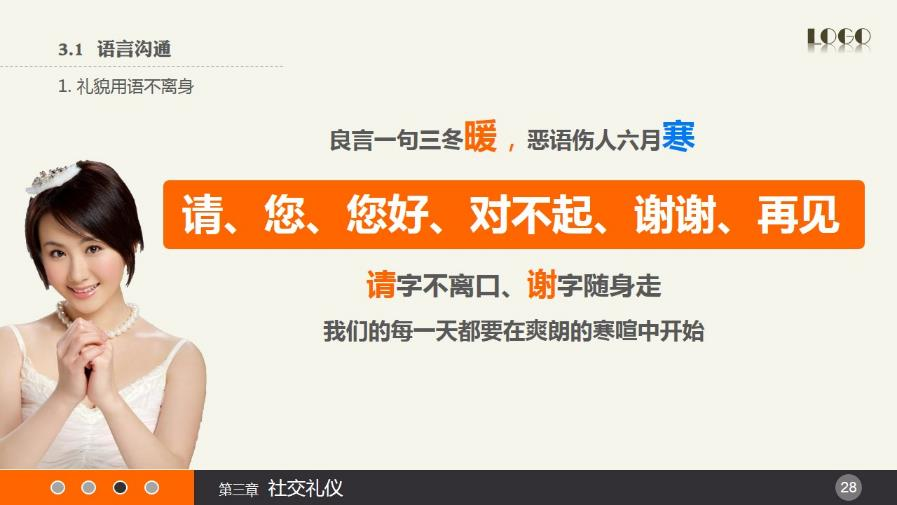 3.1 语言沟通
LOGO
1. 礼貌用语不离身
良言一句三冬暖，恶语伤人六月寒
请、您、您好、对不起、谢谢、再见
请字不离口、谢字随身走
我们的每一天都要在爽朗的寒喧中开始
第三章 社交礼仪
28